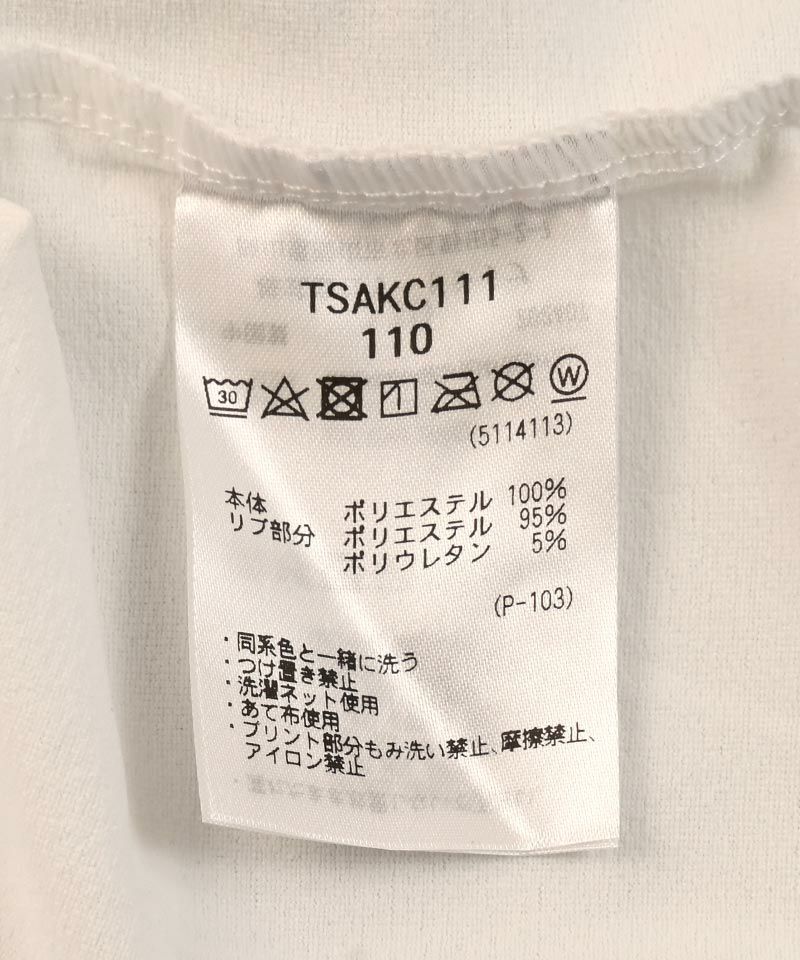 TSAKC111
110
30
W
(5114113)
本体 ポリエステル 100%
リブ部分 ポリエステル 95%
ポリウレタン 5%
(P-103)
・同系色と一緒に洗う
・つけ置き禁止
・洗濯ネット使用
・あて布使用
・プリント部分もみ洗い禁止、摩擦禁止、
アイロン禁止